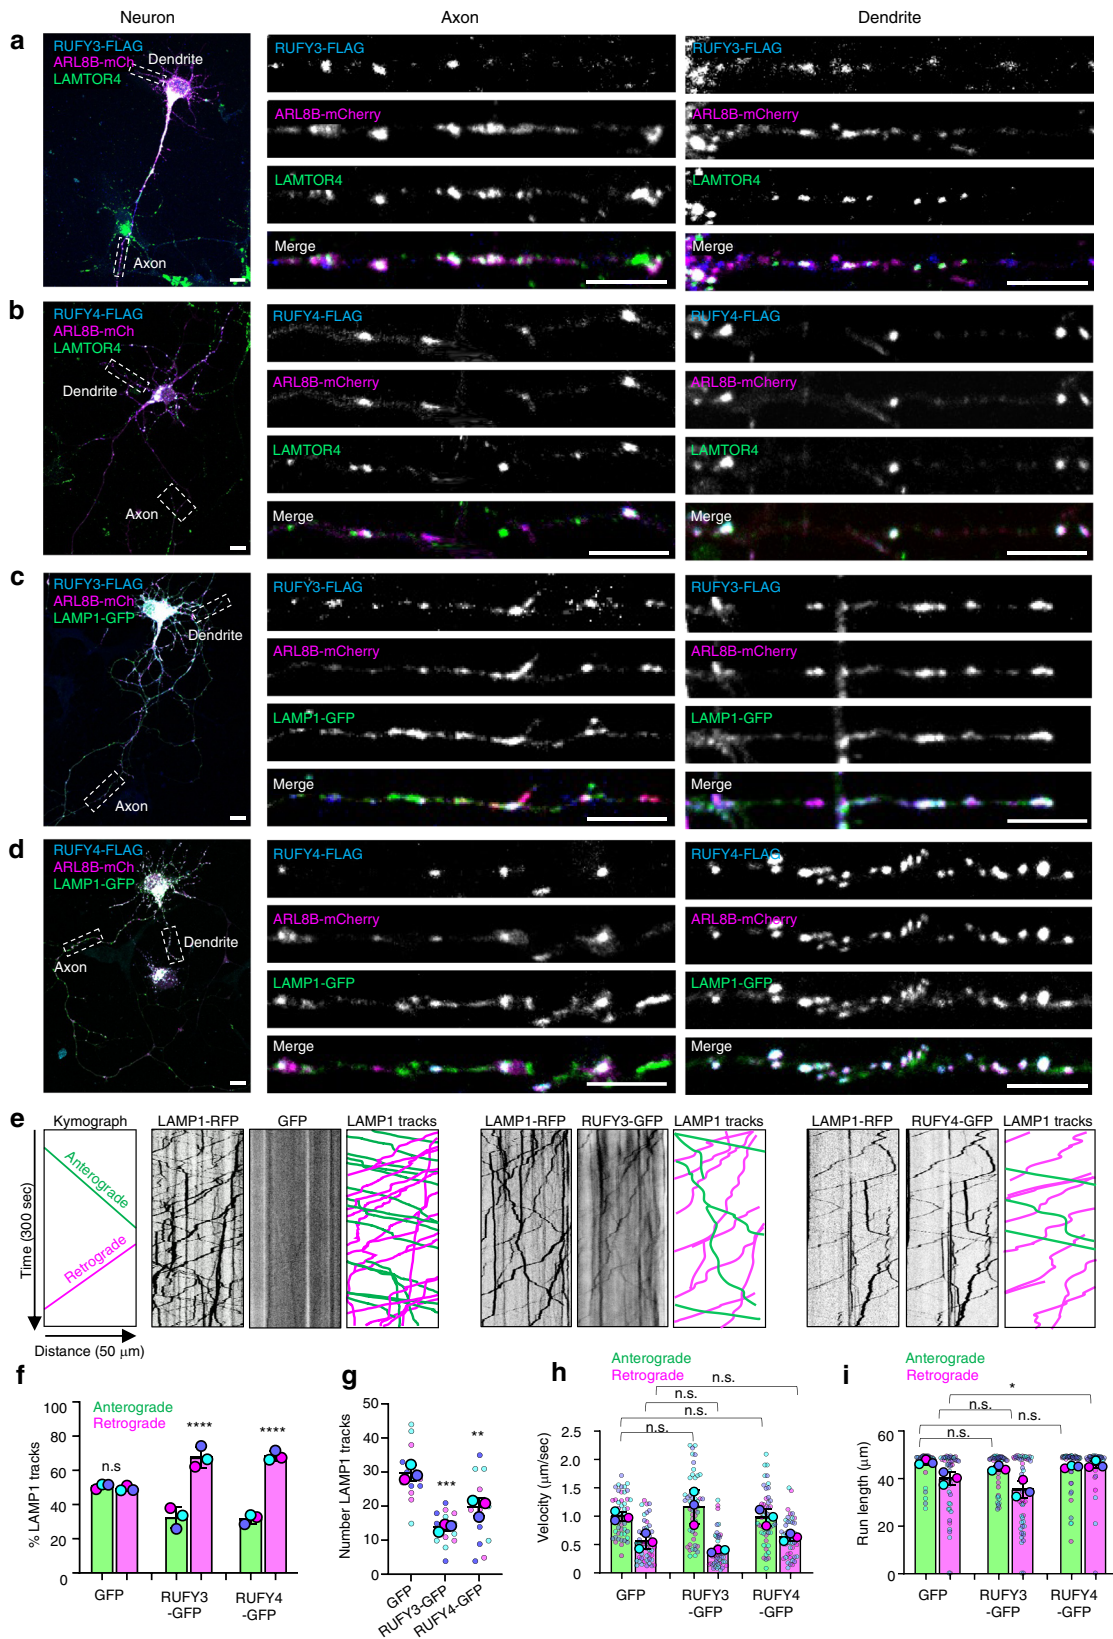 Neuron
Axon
Dendrite
a
RUFY3-FLAG
ARL8B-mCh
LAMTOR4
Dendrite
Axon
RUFY3-FLAG
ARL8B-mCherry
LAMTOR4
Merge
RUFY3-FLAG
ARL8B-mCherry
LAMTOR4
Merge
b
RUFY4-FLAG
ARL8B-mCh
LAMTOR4
Dendrite
Axon
RUFY4-FLAG
ARL8B-mCherry
LAMTOR4
Merge
RUFY4-FLAG
ARL8B-mCherry
LAMTOR4
Merge
c
RUFY3-FLAG
ARL8B-mCh
LAMP1-GFP
Dendrite
Axon
RUFY3-FLAG
ARL8B-mCherry
LAMP1-GFP
Merge
RUFY3-FLAG
ARL8B-mCherry
LAMP1-GFP
Merge
d
RUFY4-FLAG
ARL8B-mCh
LAMP1-GFP
Dendrite
Axon
RUFY4-FLAG
ARL8B-mCherry
LAMP1-GFP
Merge
RUFY4-FLAG
ARL8B-mCherry
LAMP1-GFP
Merge
e
Kymograph
LAMP1-RFP
GFP
LAMP1 tracks
LAMP1-RFP
RUFY3-GFP
LAMP1 tracks
LAMP1-RFP
RUFY4-GFP
LAMP1 tracks
Time (300 sec)
Anterograde
Retrograde
Distance (50 μm)
f
% LAMP1 tracks
100
80
60
40
20
0
Anterograde
Retrograde
n.s
****
****
GFP
RUFY3
-GFP
RUFY4
-GFP
g
Number LAMP1 tracks
50
40
30
20
10
0
***
**
GFP
RUFY3-GFP
RUFY4-GFP
h
Anterograde
Retrograde
n.s.
n.s.
n.s.
n.s.
Velocity (μm/sec)
2.5
2.0
1.5
1.0
0.5
0
GFP
RUFY3
-GFP
RUFY4
-GFP
i
Anterograde
Retrograde
*
n.s.
n.s.
n.s.
Run length (μm)
60
40
20
0
GFP
RUFY3
-GFP
RUFY4
-GFP